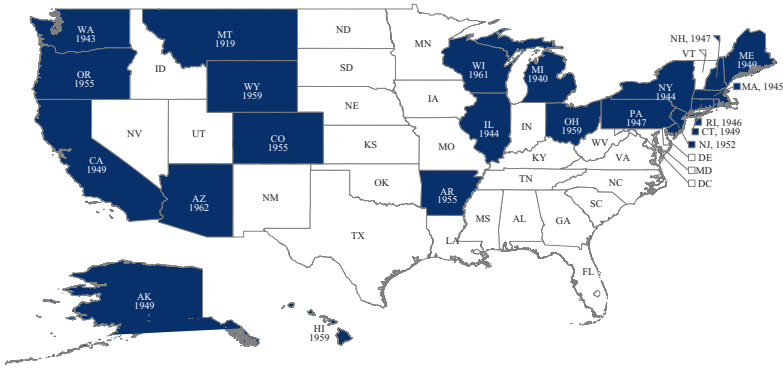 WA
1943
MT
1919
ND
MN
NH, 1947
VT
ME
1949
OR
1955
ID
SD
WI
1961
MI
1940
NY
1944
MA, 1945
WY
1959
IA
PA
1947
RI, 1946
CT, 1949
NJ, 1952
NE
IL
1944
IN
OH
1959
NV
UT
CO
1955
CA
1949
KS
MO
WV
VA
KY
DE
MD
DC
AZ
1962
NM
OK
AR
1955
TN
NC
SC
MS
AL
GA
TX
LA
FL
AK
1949
HI
1959